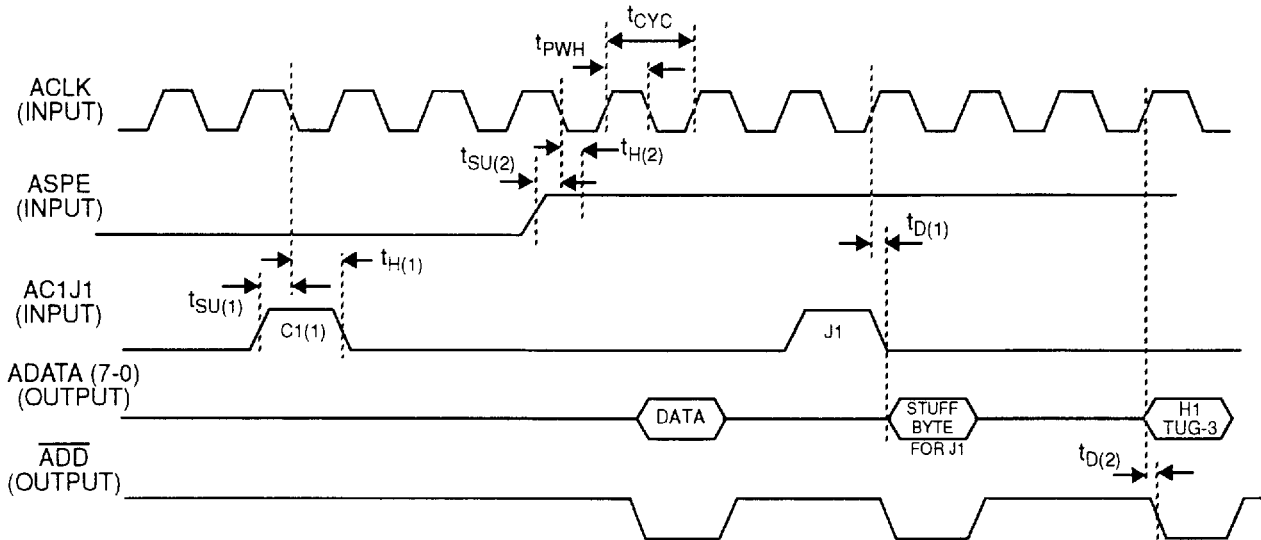 tCYC
tPWH
ACLK
(INPUT)
tSU(2)
tH(2)
ASPE
(INPUT)
tD(1)
tH(1)
AC1J1
(INPUT)
tSU(1)
C1(1)
J1
ADATA (7-0)
(OUTPUT)
DATA
STUFF
BYTE
FOR J1
H1
TUG-3
ADD
(OUTPUT)
tD(2)